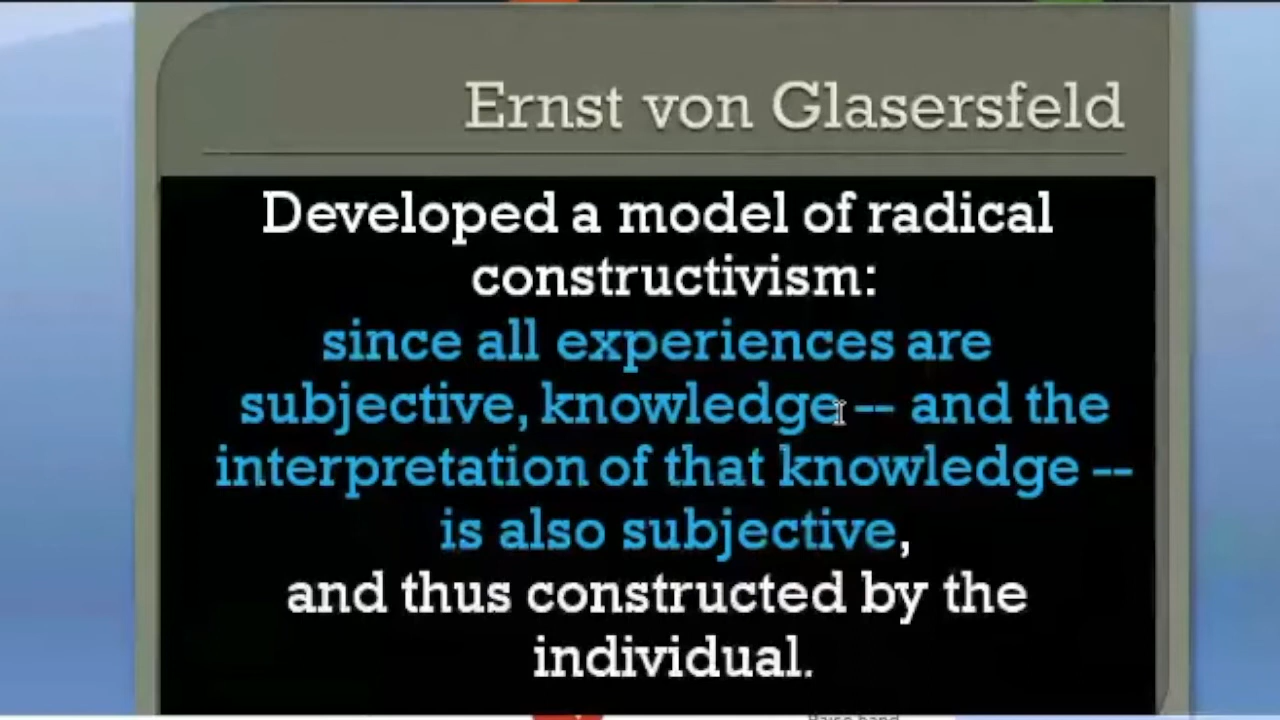 Ernst von Glasersfeld
Developed a model of radical
constructivism:
since all experiences are
subjective, knowledge -- and the
interpretation of that knowledge --
is also subjective,
and thus constructed by the
individual.